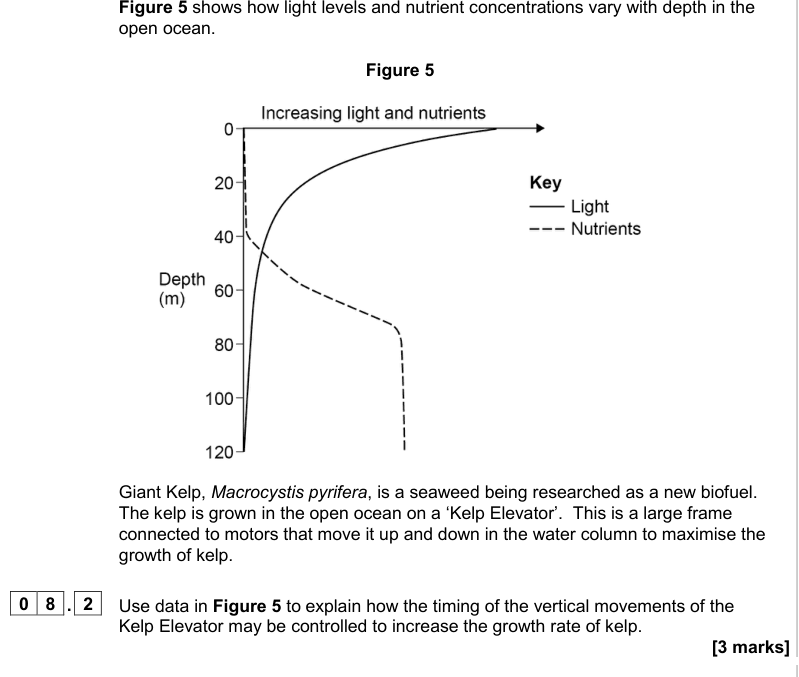 Figure 5 shows how light levels and nutrient concentrations vary with depth in the
open ocean.
Figure 5
Increasing light and nutrients
0
20
40
60
80
100
120
Depth
(m)
Key
Light
Nutrients
Giant Kelp, Macrocystis pyrifera, is a seaweed being researched as a new biofuel.
The kelp is grown in the open ocean on a ‘Kelp Elevator’. This is a large frame
connected to motors that move it up and down in the water column to maximise the
growth of kelp.
0 8 . 2 Use data in Figure 5 to explain how the timing of the vertical movements of the
Kelp Elevator may be controlled to increase the growth rate of kelp.
[3 marks]